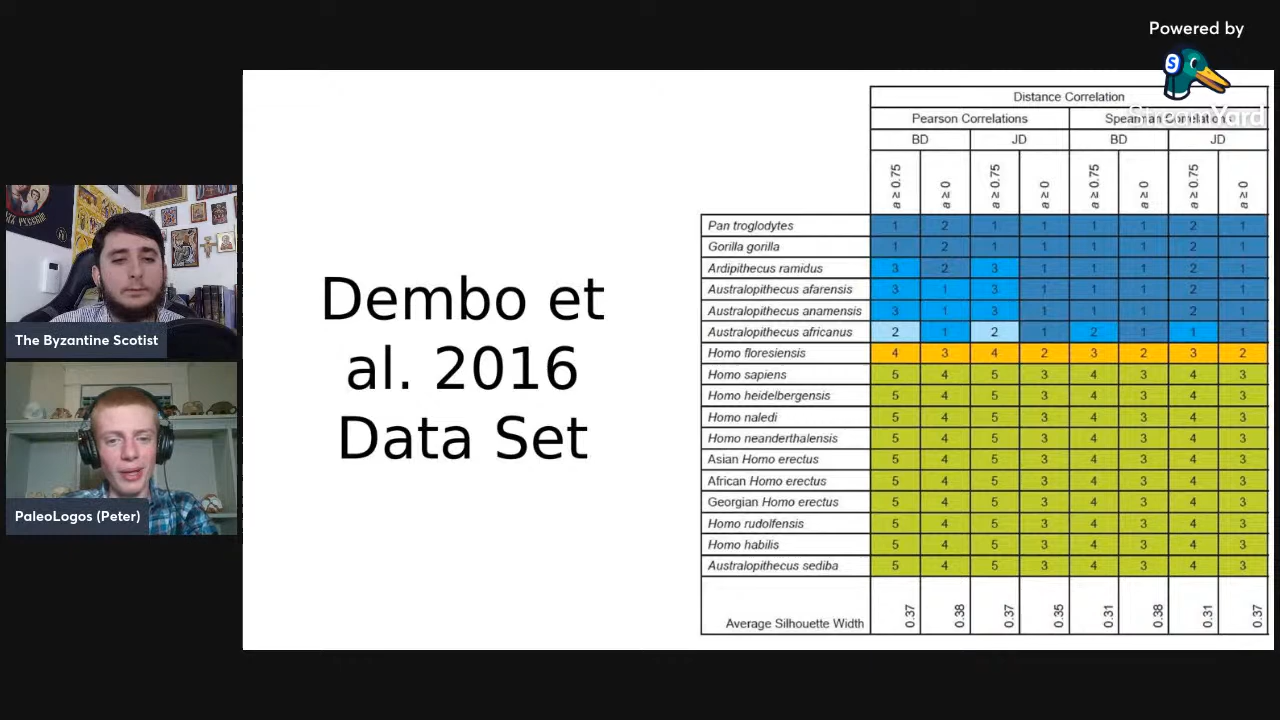 Powered by
S
StreamYard
Distance Correlation
Pearson Correlations Spearman Correlations
BD JD BD JD
a ≥ 0.75 a ≥ 0 a ≥ 0.75 a ≥ 0 a ≥ 0.75 a ≥ 0 a ≥ 0.75 a ≥ 0
Pan troglodytes 1 2 1 1 1 1 2 1
Gorilla gorilla 1 2 1 1 1 1 2 1
Ardipithecus ramidus 3 2 3 1 1 1 2 1
Australopithecus afarensis 3 1 3 1 1 1 2 1
Australopithecus anamensis 3 1 3 1 1 1 2 1
Australopithecus africanus 2 1 2 1 2 1 1 1
Homo floresiensis 4 3 4 2 3 2 3 2
Homo sapiens 5 4 5 3 4 3 4 3
Homo heidelbergensis 5 4 5 3 4 3 4 3
Homo naledi 5 4 5 3 4 3 4 3
Homo neanderthalensis 5 4 5 3 4 3 4 3
Asian Homo erectus 5 4 5 3 4 3 4 3
African Homo erectus 5 4 5 3 4 3 4 3
Georgian Homo erectus 5 4 5 3 4 3 4 3
Homo rudolfensis 5 4 5 3 4 3 4 3
Homo habilis 5 4 5 3 4 3 4 3
Australopithecus sediba 5 4 5 3 4 3 4 3
Average Silhouette Width 0.37 0.38 0.37 0.35 0.31 0.38 0.31 0.37
Dembo et
al. 2016
Data Set
The Byzantine Scotist
PaleoLogos (Peter)